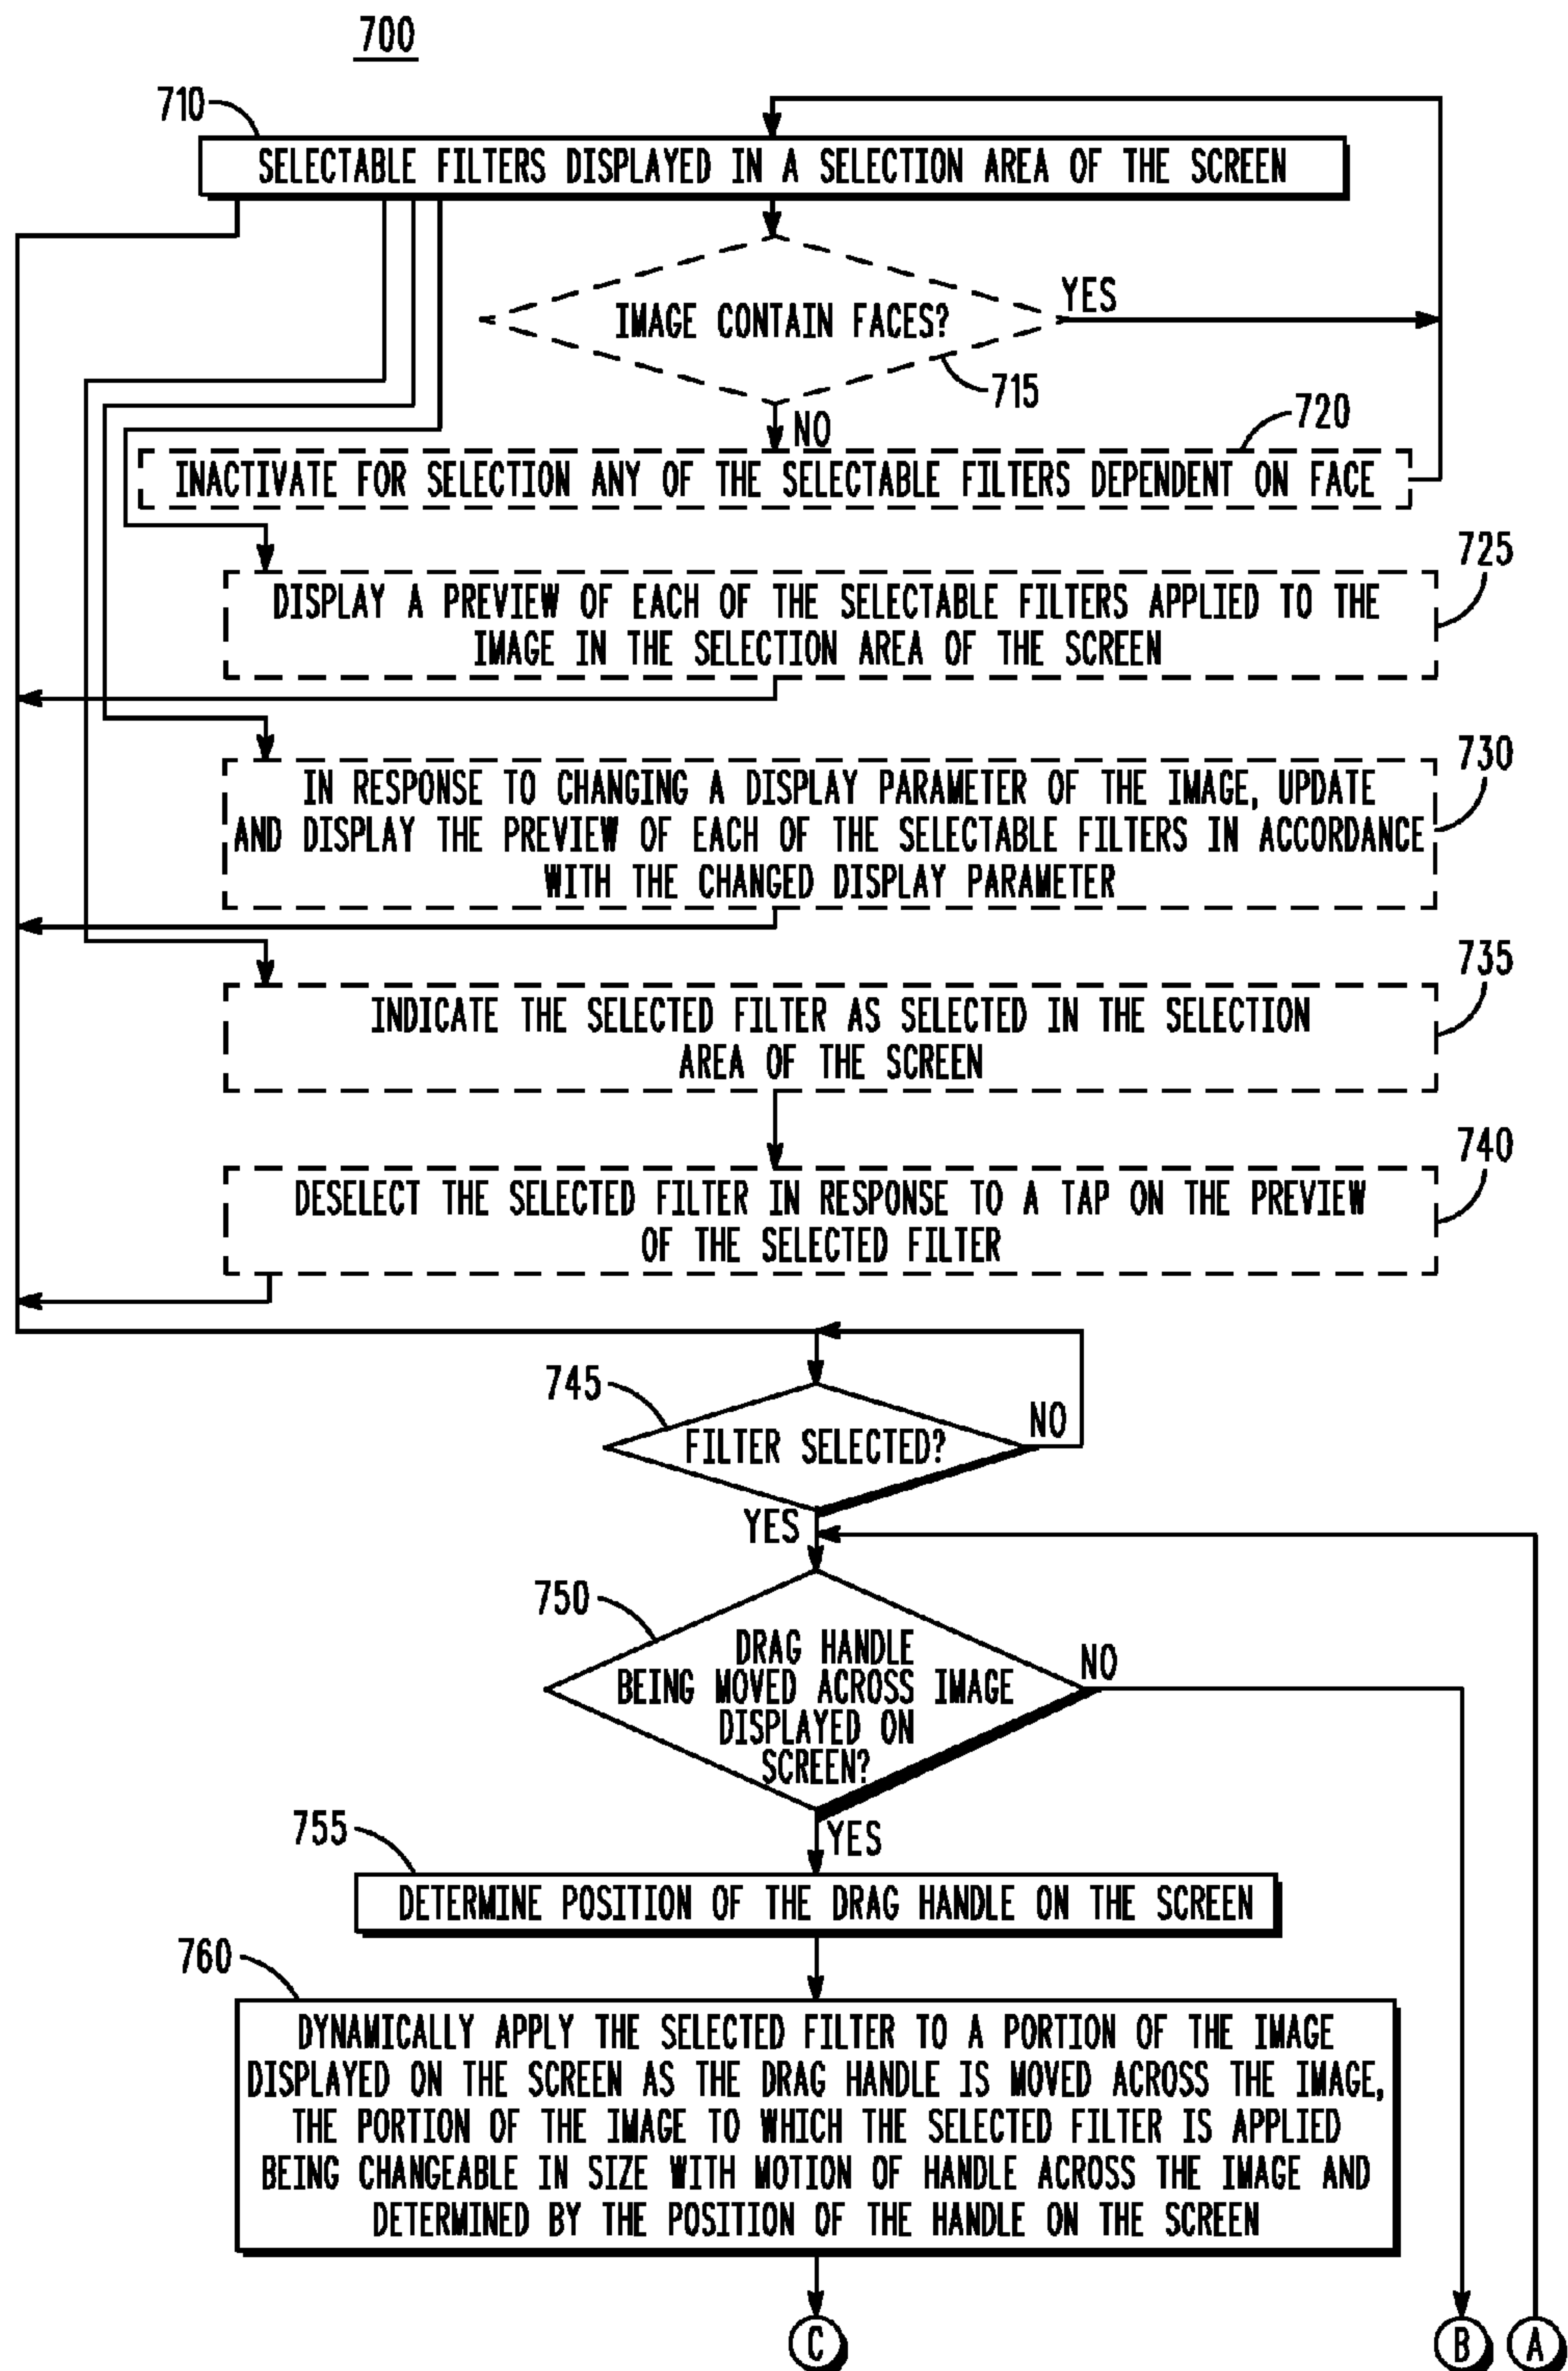 700
710
SELECTABLE FILTERS DISPLAYED IN A SELECTION AREA OF THE SCREEN
IMAGE CONTAIN FACES?
YES
715
NO
720
INACTIVATE FOR SELECTION ANY OF THE SELECTABLE FILTERS DEPENDENT ON FACE
725
DISPLAY A PREVIEW OF EACH OF THE SELECTABLE FILTERS APPLIED TO THE
IMAGE IN THE SELECTION AREA OF THE SCREEN
730
IN RESPONSE TO CHANGING A DISPLAY PARAMETER OF THE IMAGE, UPDATE
AND DISPLAY THE PREVIEW OF EACH OF THE SELECTABLE FILTERS IN ACCORDANCE
WITH THE CHANGED DISPLAY PARAMETER
735
INDICATE THE SELECTED FILTER AS SELECTED IN THE SELECTION
AREA OF THE SCREEN
740
DESELECT THE SELECTED FILTER IN RESPONSE TO A TAP ON THE PREVIEW
OF THE SELECTED FILTER
745
FILTER SELECTED?
NO
YES
750
DRAG HANDLE
BEING MOVED ACROSS IMAGE
DISPLAYED ON
SCREEN?
NO
YES
755
DETERMINE POSITION OF THE DRAG HANDLE ON THE SCREEN
760
DYNAMICALLY APPLY THE SELECTED FILTER TO A PORTION OF THE IMAGE
DISPLAYED ON THE SCREEN AS THE DRAG HANDLE IS MOVED ACROSS THE IMAGE,
THE PORTION OF THE IMAGE TO WHICH THE SELECTED FILTER IS APPLIED
BEING CHANGEABLE IN SIZE WITH MOTION OF HANDLE ACROSS THE IMAGE AND
DETERMINED BY THE POSITION OF THE HANDLE ON THE SCREEN
C
B
A